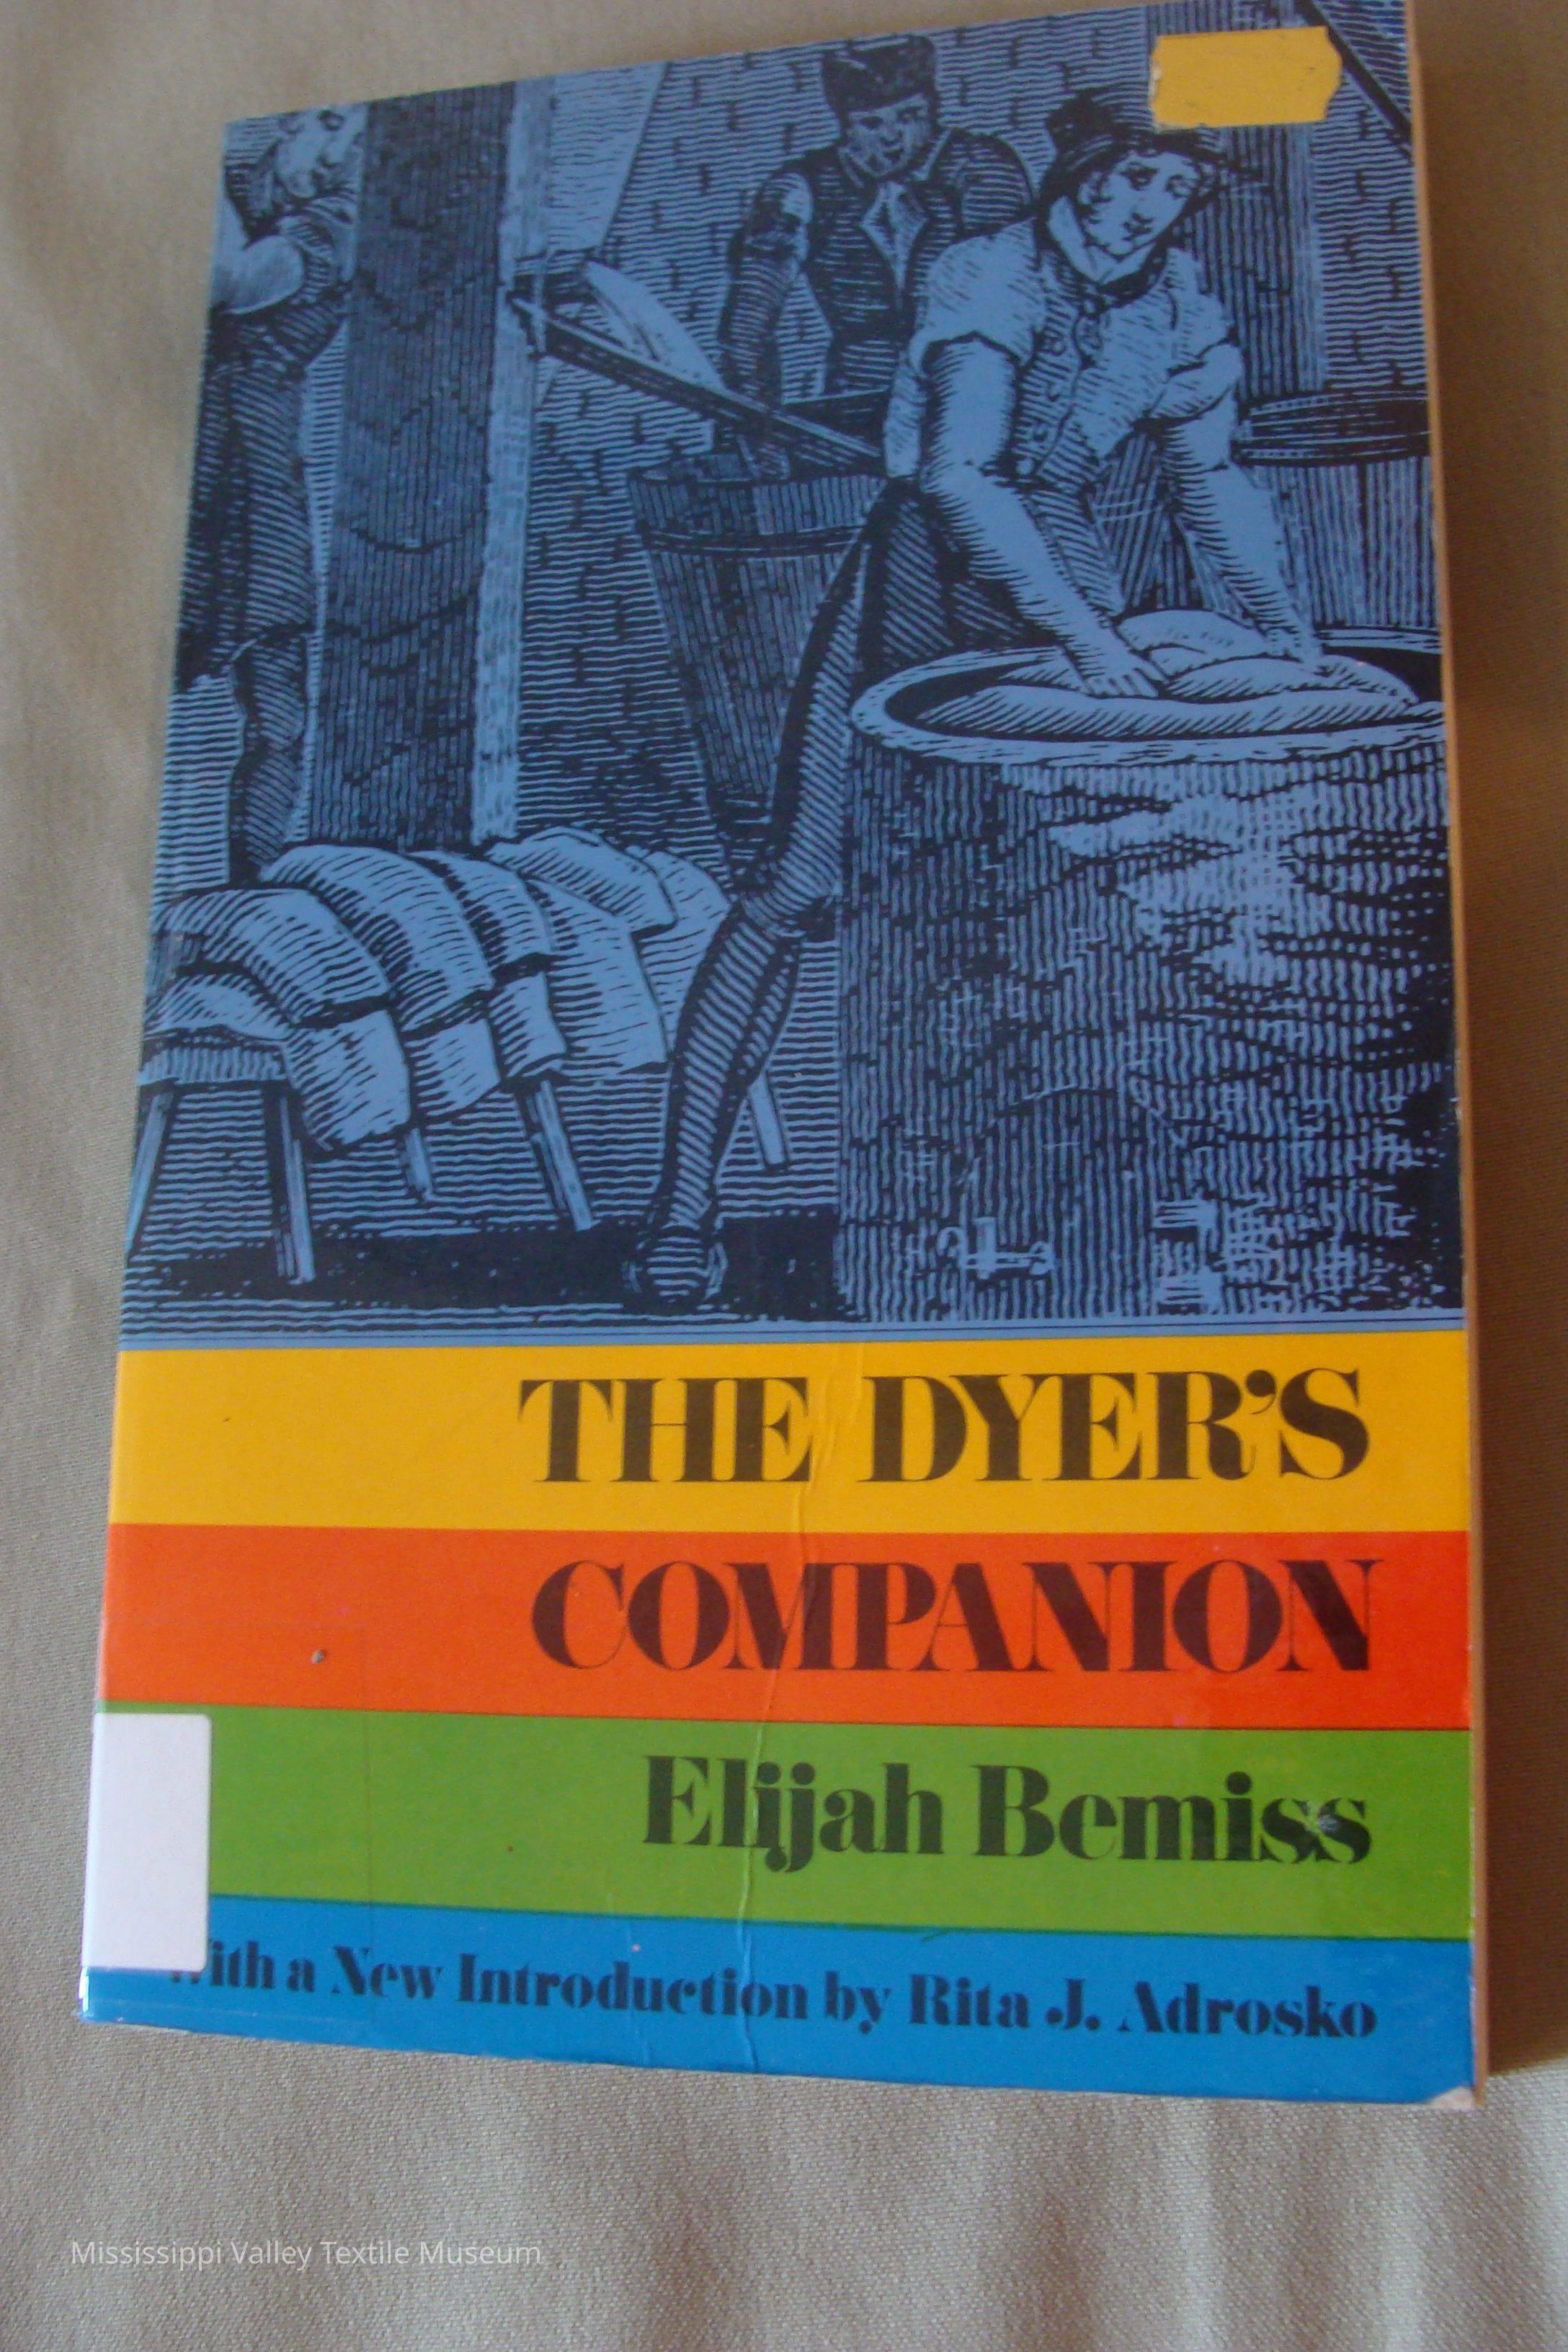 THE DYER'S
COMPANION
Elijah Bemiss
With a New Introduction by Rita J. Adrosko
Mississippi Valley Textile Museum